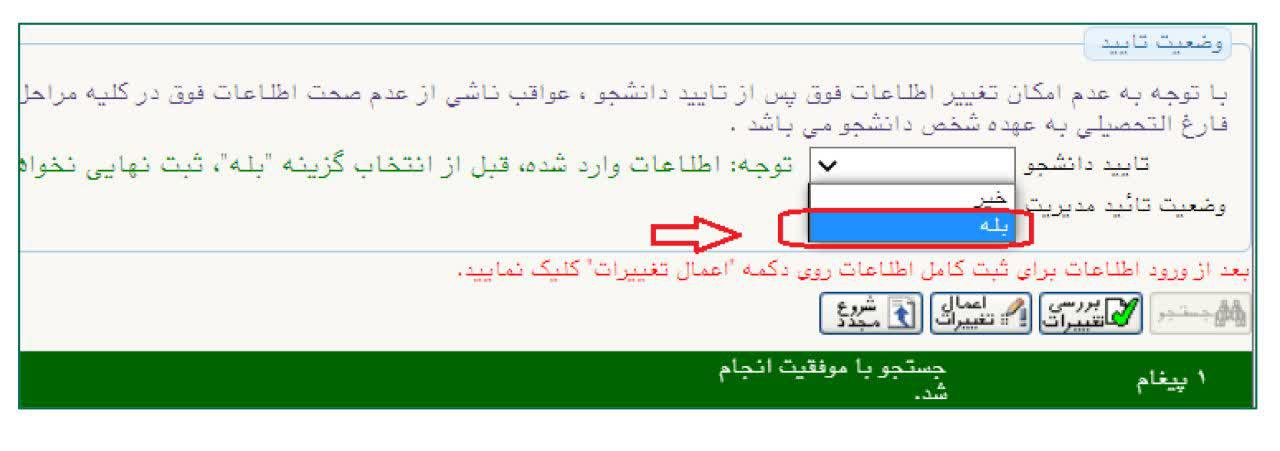 وضعیت تایید
با توجه به عدم امکان تغییر اطلاعات فوق پس از تایید دانشجو ، عواقب ناشی از عدم صحت اطلاعات فوق در کلیه مراحل
فارغ التحصیلي به عهده شخص دانشجو مي باشد .
تایید دانشجو توجه: اطلاعات وارد شده، قبل از انتخاب گزینه "بله"، ثبت نهایی
خیر
وضعیت تائید مدیریت
بله
بعد از ورود اطلاعات برای ثبت کامل اطلاعات روی دکمه "اعمال تغییرات" کلیک نمایید.
جستجو بررسی تغییرات اعمال تغییرات شروع مجدد
۱ پیغام
جستجو با موفقیت انجام
شد.